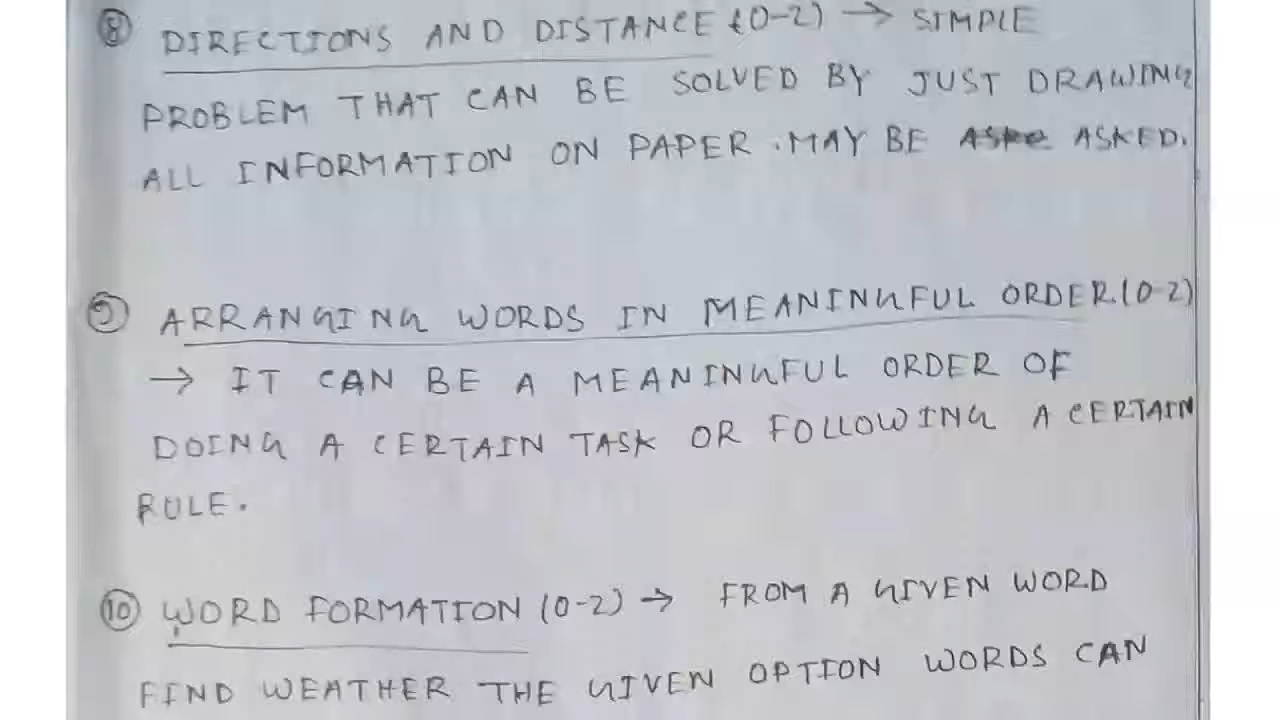 ⑧ DIRECTIONS AND DISTANCE (0-2) → SIMPLE
PROBLEM THAT CAN BE SOLVED BY JUST DRAWING
ALL INFORMATION ON PAPER. MAY BE Aske ASKED.
⑨ ARRANGING WORDS IN MEANINGFUL ORDER.(0-2)
→ IT CAN BE A MEANINGFUL ORDER OF
DOING A CERTAIN TASK OR FOLLOWING A CERTAIN
RULE.
⑩ WORD FORMATION (0-2) → FROM A GIVEN WORD
FIND WEATHER THE GIVEN OPTION WORDS CAN